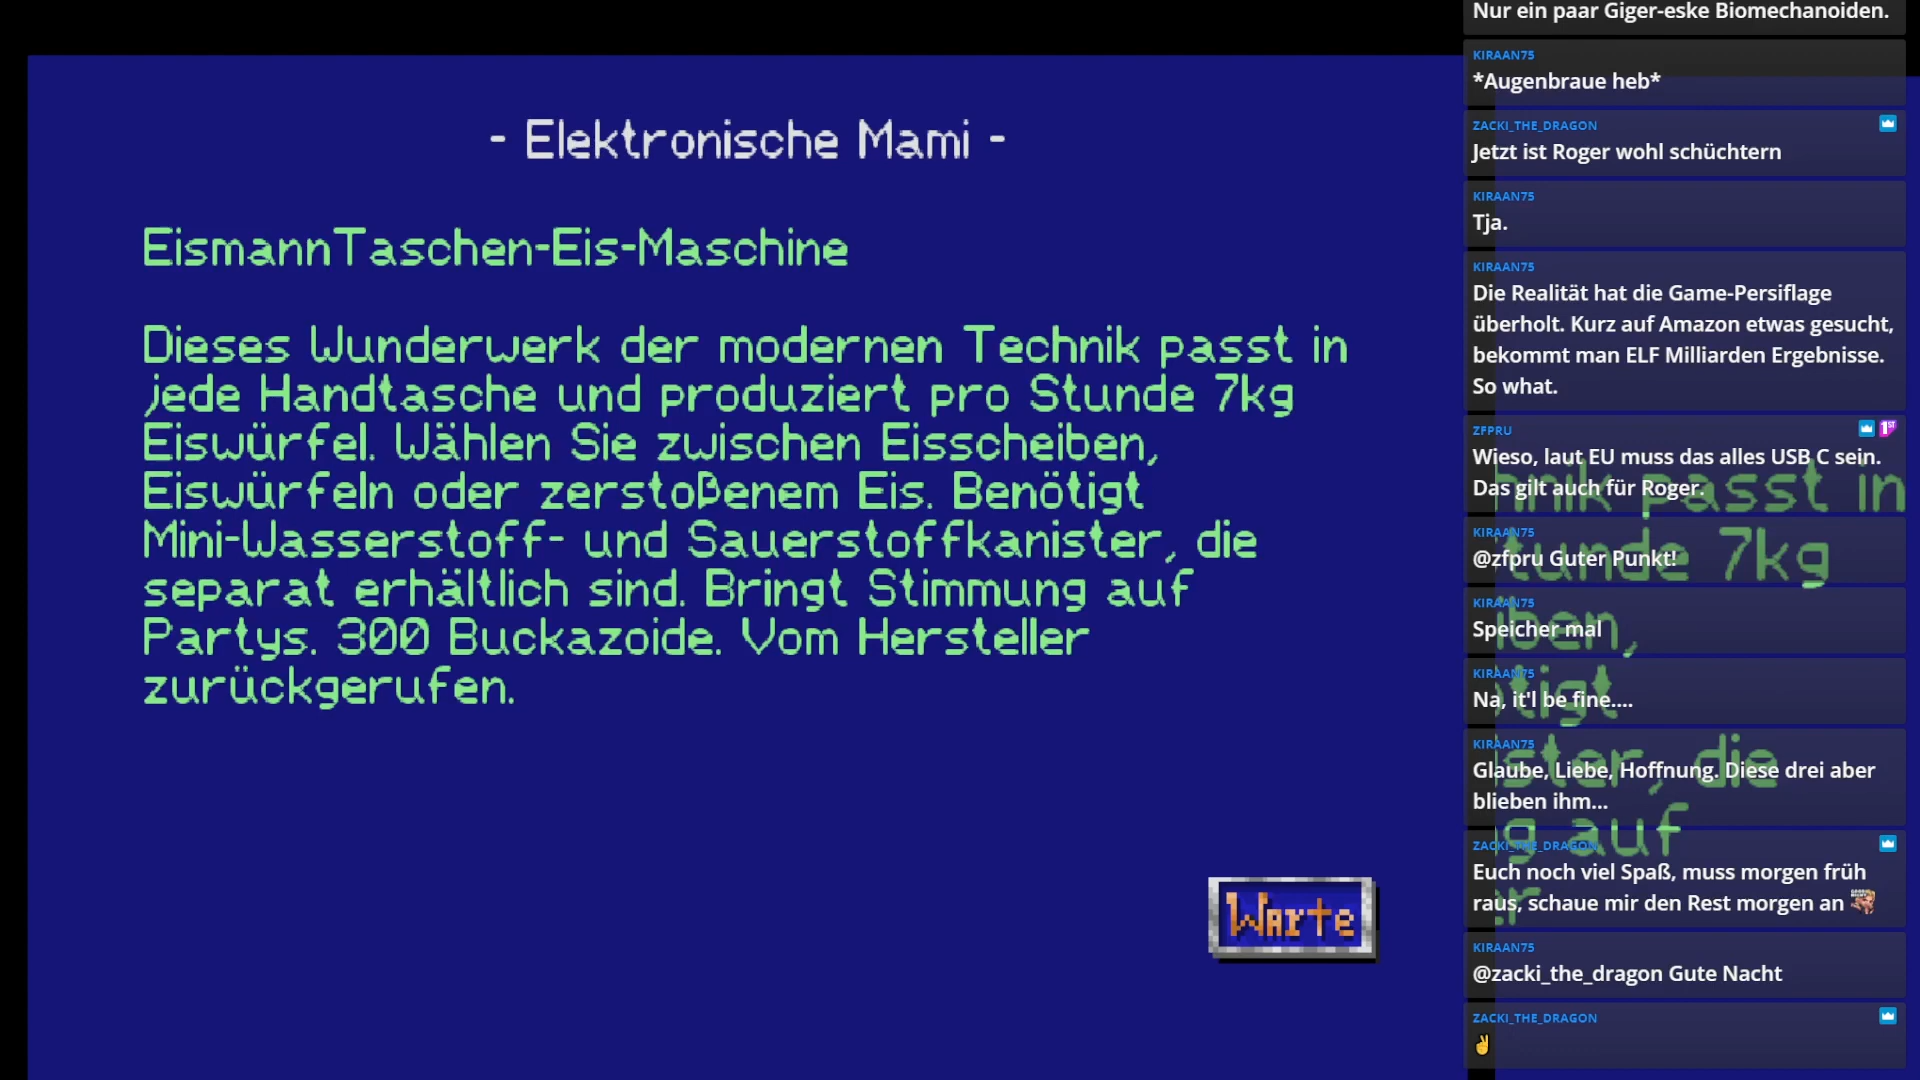 - Elektronische Mami -
EismannTaschen-Eis-Maschine
Dieses Wunderwerk der modernen Technik passt in
jede Handtasche und produziert pro Stunde 7kg
Eiswürfel. Wählen Sie zwischen Eisscheiben,
Eiswürfeln oder zerstoßenem Eis. Benötigt
Mini-Wasserstoff- und Sauerstoffkanister, die
separat erhältlich sind. Bringt Stimmung auf
Partys. 300 Buckazoide. Vom Hersteller
zurückgerufen.
Warte
Nur ein paar Giger-eske Biomechanoiden.
KIRAAN75
*Augenbraue heb*
ZACKI_THE_DRAGON
Jetzt ist Roger wohl schüchtern
KIRAAN75
Tja.
KIRAAN75
Die Realität hat die Game-Persiflage
überholt. Kurz auf Amazon etwas gesucht,
bekommt man ELF Milliarden Ergebnisse.
So what.
ZFPRU
1ST
Wieso, laut EU muss das alles USB C sein.
Das gilt auch für Roger.
KIRAAN75
@zfpru Guter Punkt!
KIRAAN75
Speicher mal
KIRAAN75
Na, it'l be fine....
KIRAAN75
Glaube, Liebe, Hoffnung. Diese drei aber
blieben ihm...
ZACKI_THE_DRAGON
Euch noch viel Spaß, muss morgen früh
raus, schaue mir den Rest morgen an
KIRAAN75
@zacki_the_dragon Gute Nacht
ZACKI_THE_DRAGON